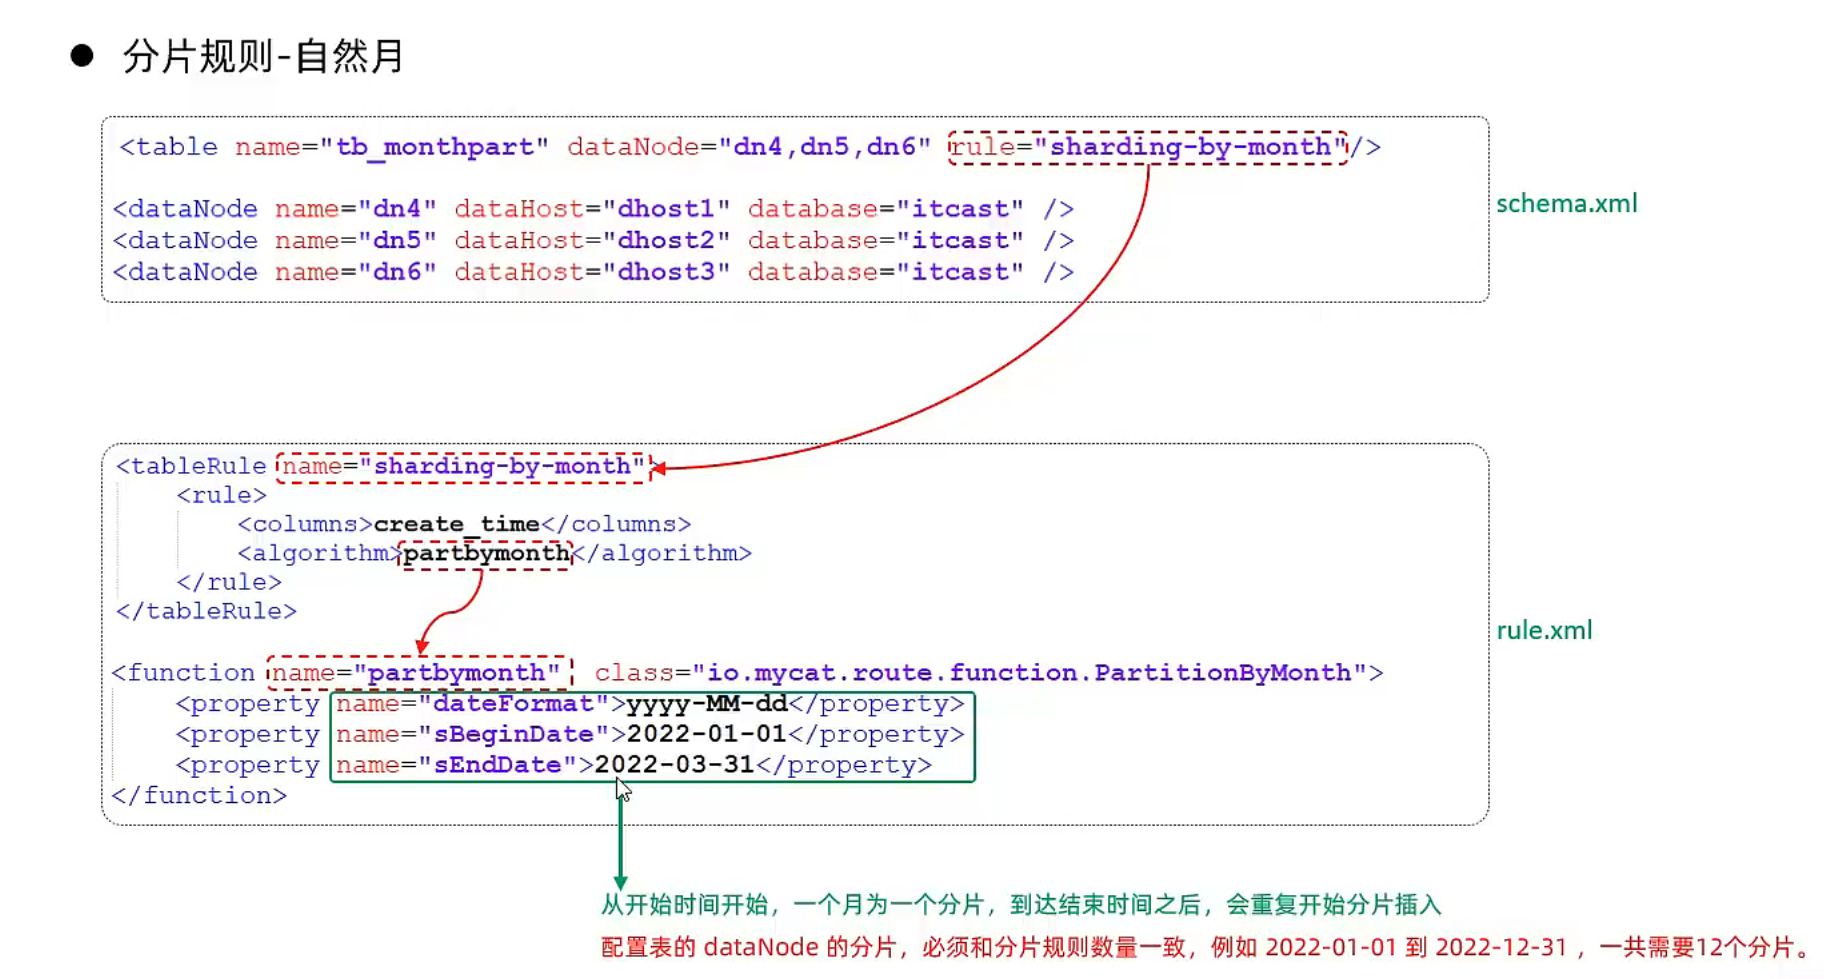 ● 分片规则-自然月
<table name="tb_monthpart" dataNode="dn4,dn5,dn6" rule="sharding-by-month"/>
<dataNode name="dn4" dataHost="dhost1" database="itcast" />
<dataNode name="dn5" dataHost="dhost2" database="itcast" />
<dataNode name="dn6" dataHost="dhost3" database="itcast" />
schema.xml
<tableRule name="sharding-by-month">
<rule>
<columns>create_time</columns>
<algorithm>partbymonth</algorithm>
</rule>
</tableRule>
<function name="partbymonth" class="io.mycat.route.function.PartitionByMonth">
<property name="dateFormat">yyyy-MM-dd</property>
<property name="sBeginDate">2022-01-01</property>
<property name="sEndDate">2022-03-31</property>
</function>
rule.xml
从开始时间开始，一个月为一个分片，到达结束时间之后，会重复开始分片插入
配置表的 dataNode 的分片，必须和分片规则数量一致，例如 2022-01-01 到 2022-12-31 ，一共需要12个分片。